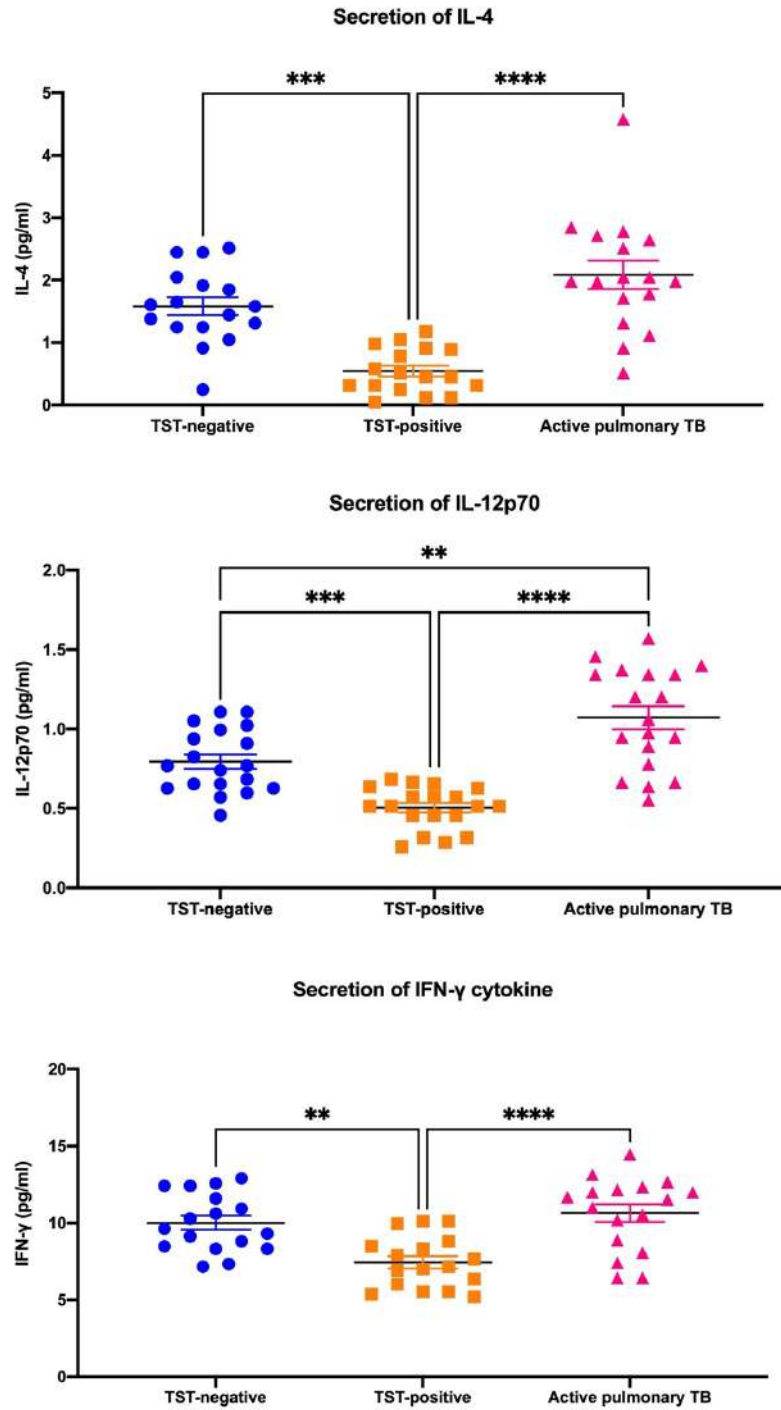 Secretion of IL-4
*** ****
5
4
3
2
1
0
IL-4 (pg/ml)
TST-negative TST-positive Active pulmonary TB
Secretion of IL-12p70
**
*** ****
2.0
1.5
1.0
0.5
0.0
IL-12p70 (pg/ml)
TST-negative TST-positive Active pulmonary TB
Secretion of IFN-γ cytokine
** ****
20
15
10
5
0
IFN-γ (pg/ml)
TST-negative TST-positive Active pulmonary TB